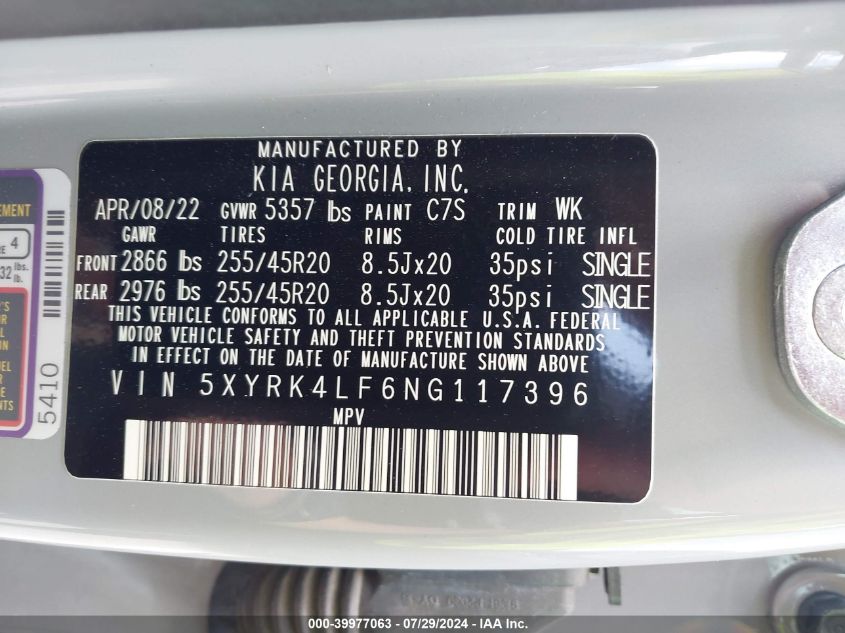 MANUFACTURED BY
KIA GEORGIA, INC.
APR/08/22 GVWR 5357 lbs PAINT C7S TRIM WK
GAWR TIRES RIMS COLD TIRE INFL
FRONT 2866 lbs 255/45R20 8.5Jx20 35psi SINGLE
REAR 2976 lbs 255/45R20 8.5Jx20 35psi SINGLE
THIS VEHICLE CONFORMS TO ALL APPLICABLE U.S.A. FEDERAL
MOTOR VEHICLE SAFETY AND THEFT PREVENTION STANDARDS
IN EFFECT ON THE DATE OF MANUFACTURE SHOWN ABOVE
VIN 5XYRK4LF6NG117396
MPV
4
lbs.
lb.
5410
000-39977063 - 07/29/2024 - IAA Inc.